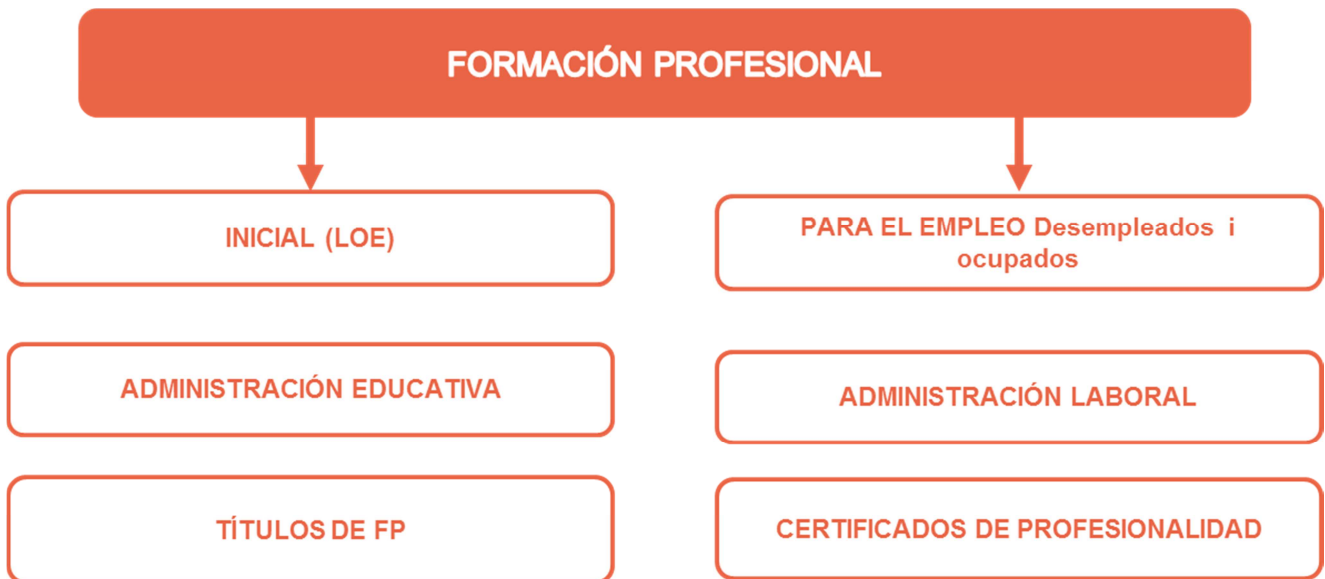 FORMACIÓN PROFESIONAL
INICIAL (LOE)
PARA EL EMPLEO Desempleados i
ocupados
ADMINISTRACIÓN EDUCATIVA
ADMINISTRACIÓN LABORAL
TÍTULOS DE FP
CERTIFICADOS DE PROFESIONALIDAD